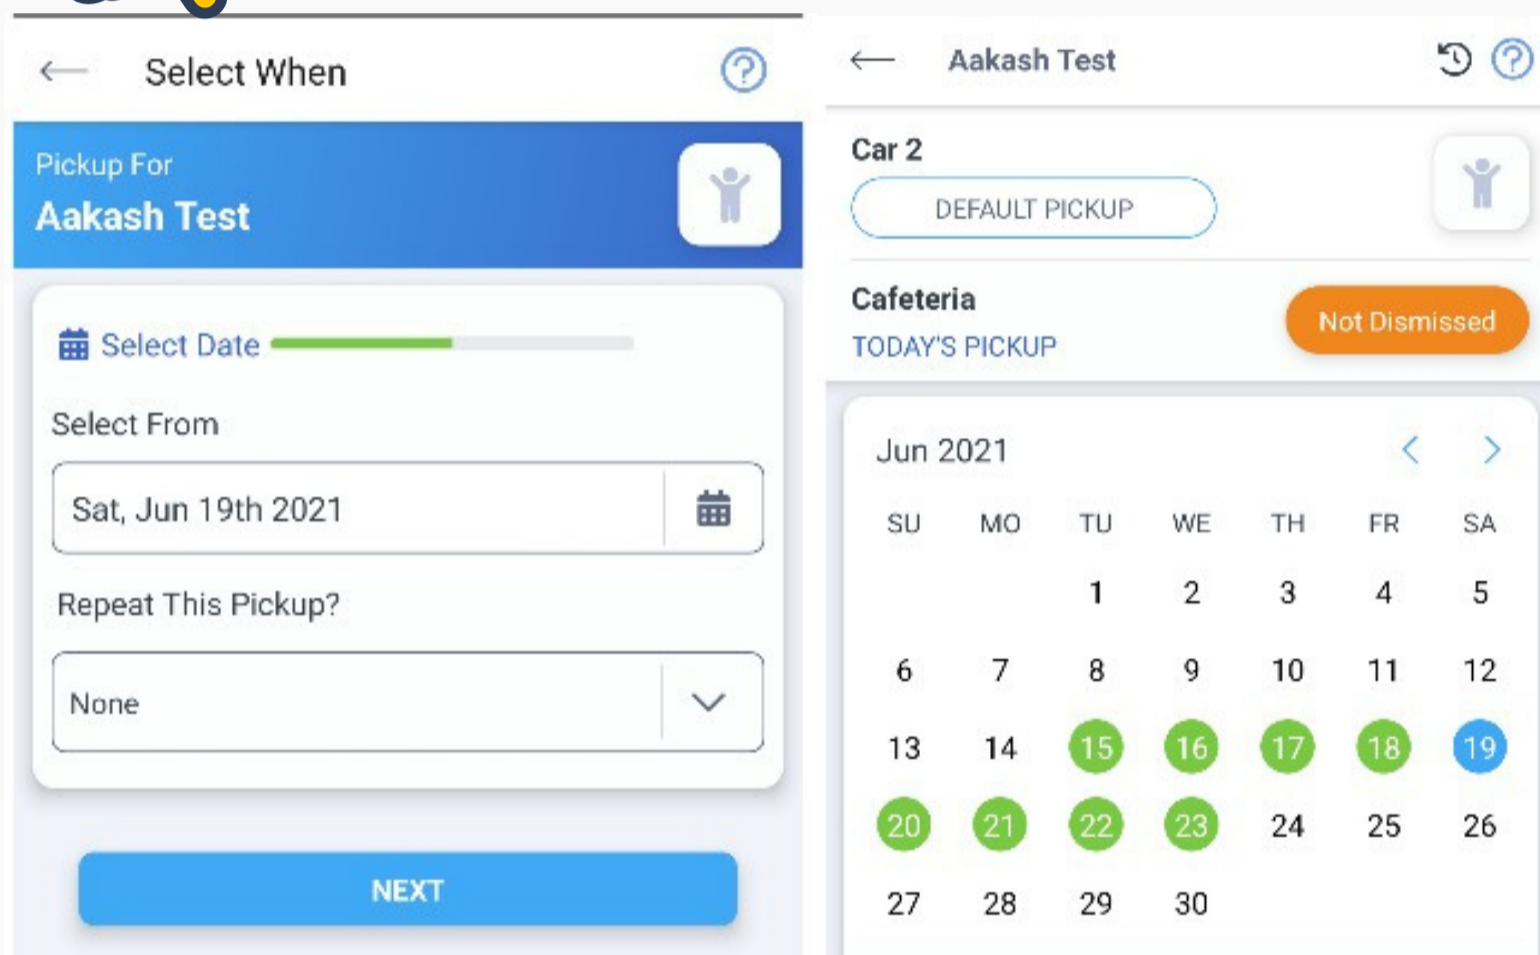 Select When
Pickup For
Aakash Test
Select Date
Select From
Sat, Jun 19th 2021
Repeat This Pickup?
None
NEXT
Aakash Test
Car 2
DEFAULT PICKUP
Cafeteria
Not Dismissed
TODAY'S PICKUP
Jun 2021
SU MO TU WE TH FR SA
1 2 3 4 5
6 7 8 9 10 11 12
13 14 15 16 17 18 19
20 21 22 23 24 25 26
27 28 29 30